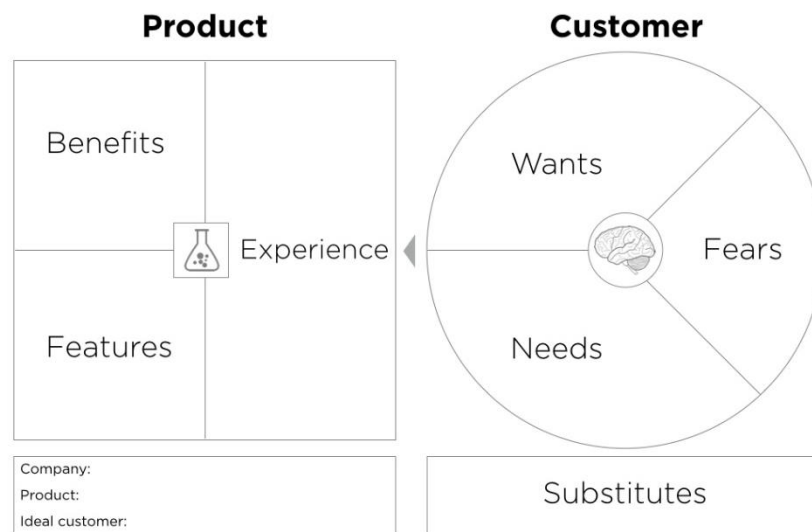 Product
Customer
Benefits
Features
Experience
Wants
Fears
Needs
Company:
Product:
Ideal customer:
Substitutes